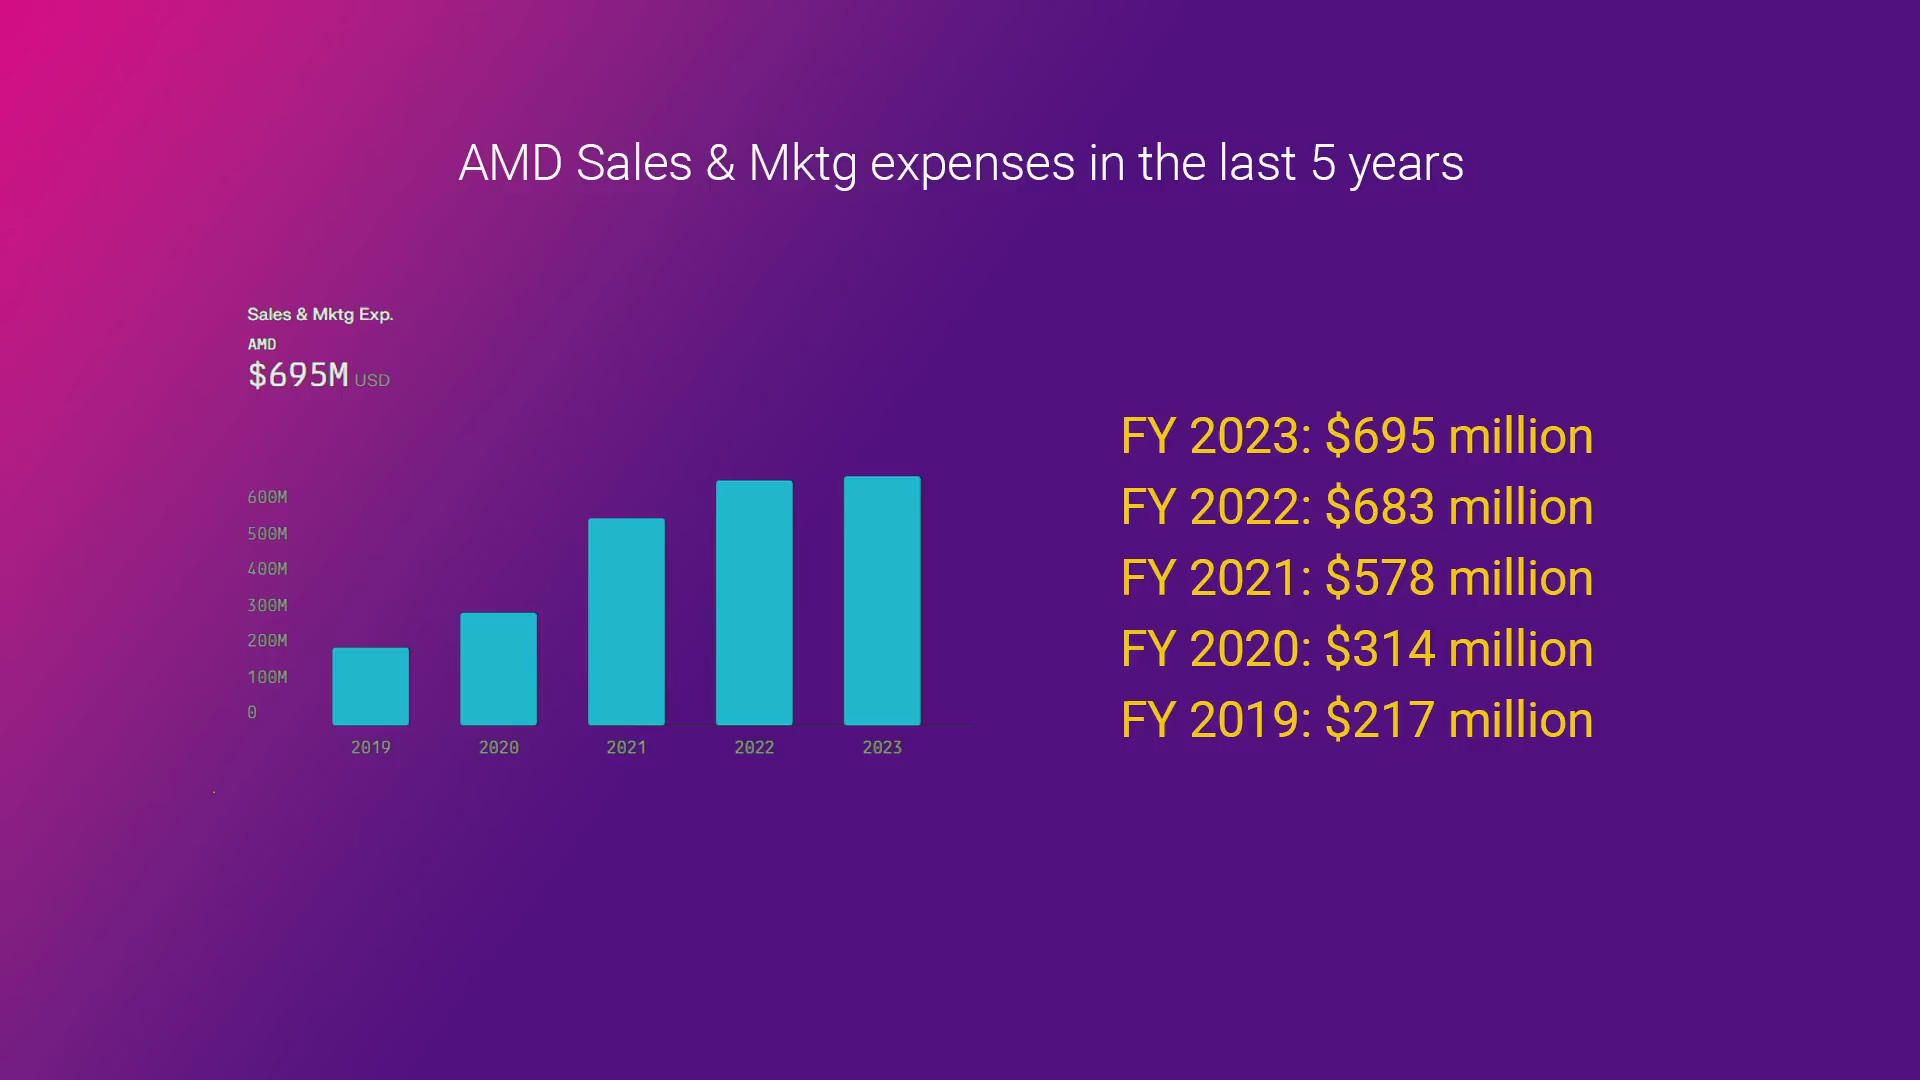 AMD Sales & Mktg expenses in the last 5 years
Sales & Mktg Exp.
AMD
$695M USD
600M
500M
400M
300M
200M
100M
0
2019 2020 2021 2022 2023
FY 2023: $695 million
FY 2022: $683 million
FY 2021: $578 million
FY 2020: $314 million
FY 2019: $217 million